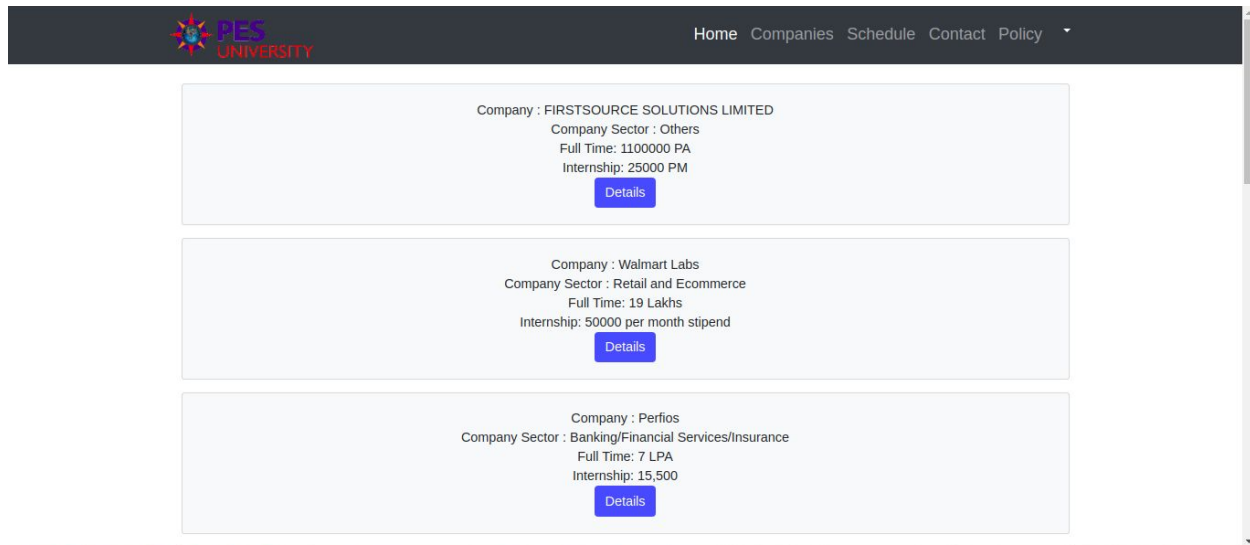 PES
UNIVERSITY
Home Companies Schedule Contact Policy
Company : FIRSTSOURCE SOLUTIONS LIMITED
Company Sector : Others
Full Time: 1100000 PA
Internship: 25000 PM
Details
Company : Walmart Labs
Company Sector : Retail and Ecommerce
Full Time: 19 Lakhs
Internship: 50000 per month stipend
Details
Company : Perfios
Company Sector : Banking/Financial Services/Insurance
Full Time: 7 LPA
Internship: 15,500
Details